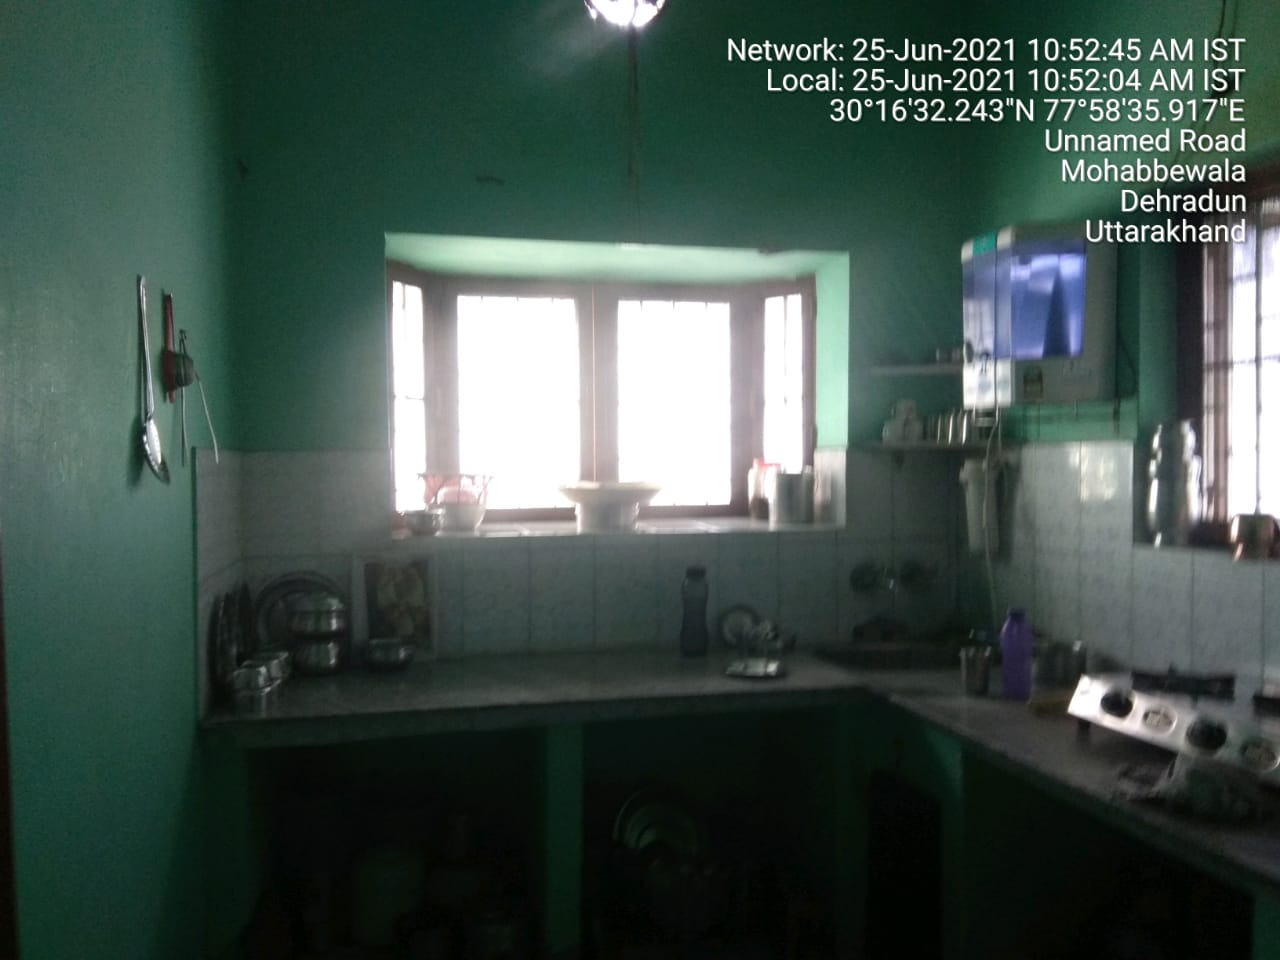 Network: 25-Jun-2021 10:52:45 AM IST
Local: 25-Jun-2021 10:52:04 AM IST
30°16'32.243"N 77°58'35.917"E
Unnamed Road
Mohabbewala
Dehradun
Uttarakhand